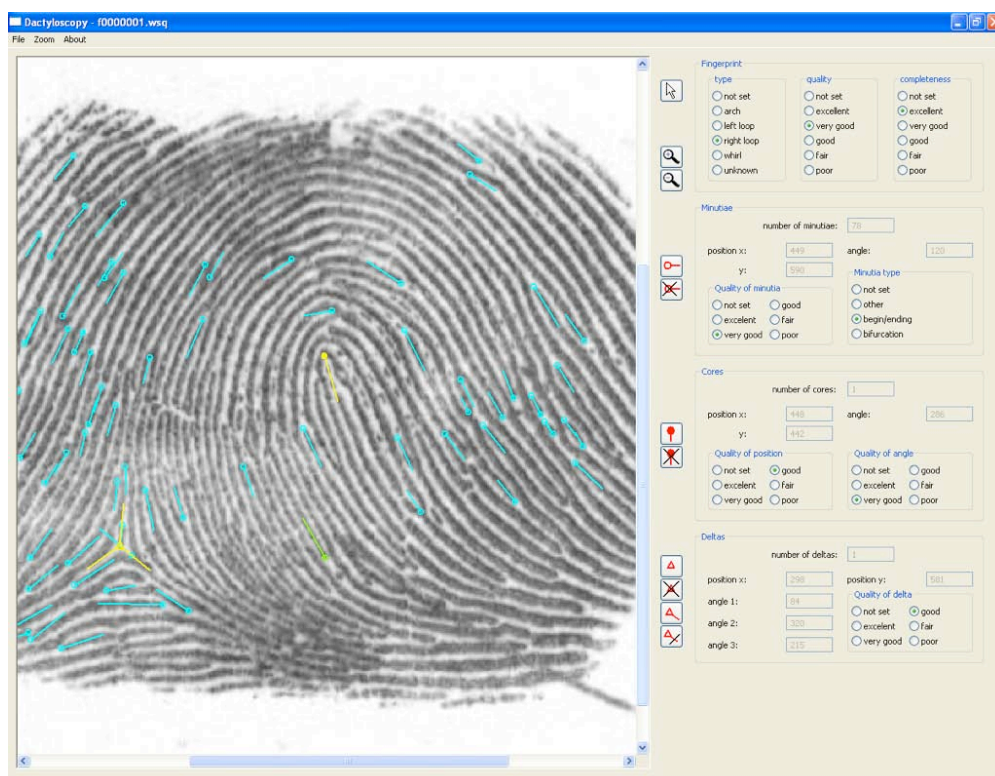 Dactyloscopy - f0000001.wsq
File Zoom About
Fingerprint
type
not set
arch
left loop
right loop
whirl
unknown
quality
not set
excellent
very good
good
fair
poor
completeness
not set
excellent
very good
good
fair
poor
Minutiae
number of minutiae: 78
position x: 449 angle: 120
y: 590
Quality of minutia
not set good
excelent fair
very good poor
Minutia type
not set
other
begin/ending
bifurcation
Cores
number of cores: 1
position x: 448 angle: 286
y: 442
Quality of position
not set good
excelent fair
very good poor
Quality of angle
not set good
excelent fair
very good poor
Deltas
number of deltas: 1
position x: 298 position y: 581
angle 1: 84
angle 2: 320
angle 3: 215
Quality of delta
not set good
excelent fair
very good poor